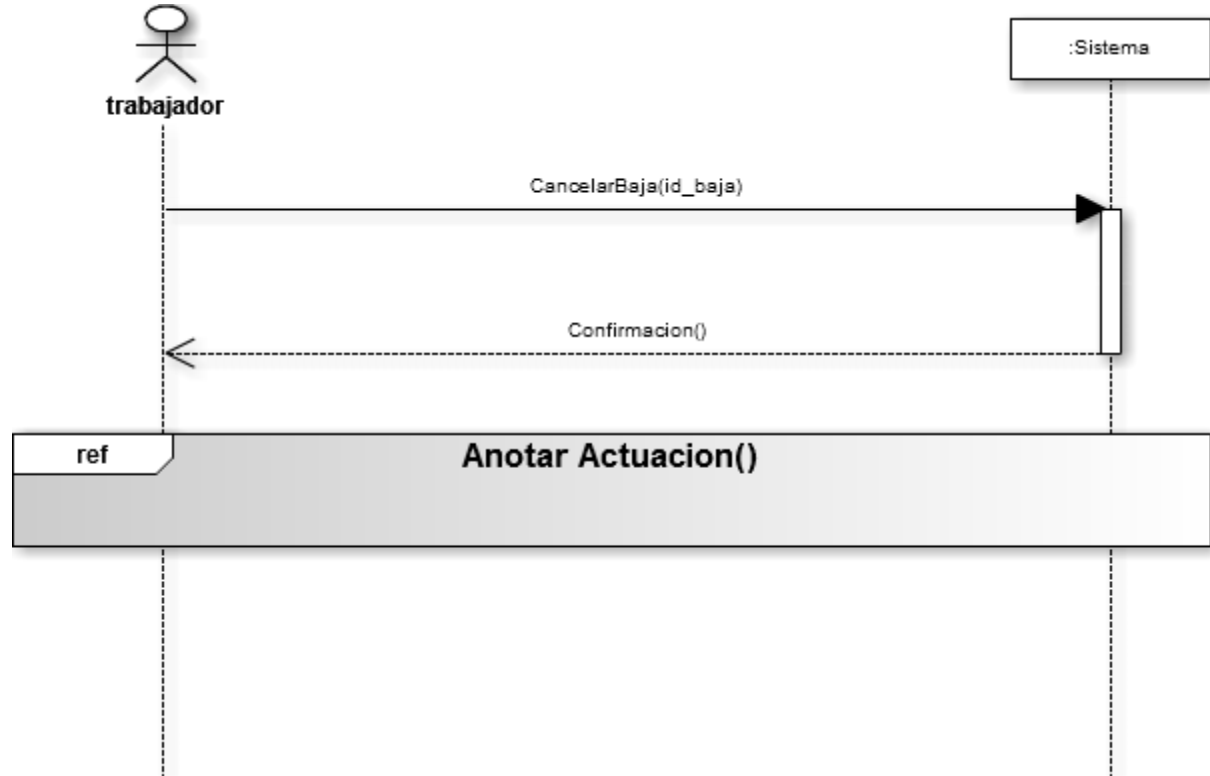 :Sistema
trabajador
CancelarBaja(id_baja)
Confirmacion()
ref
Anotar Actuacion()